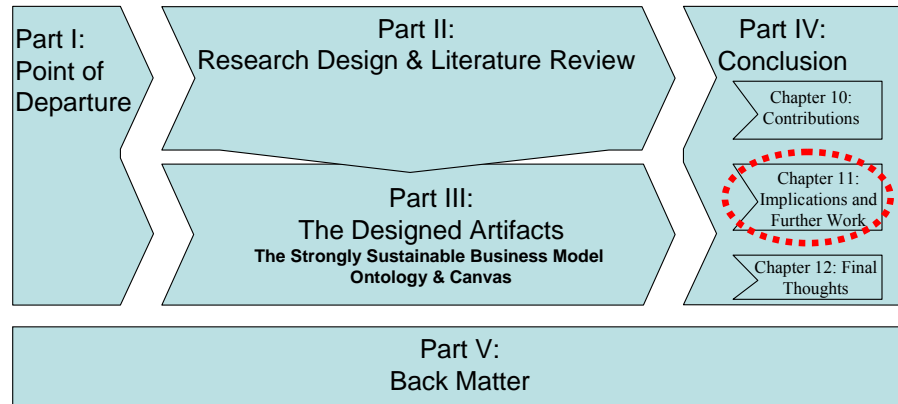 Part I:
Point of
Departure
Part II:
Research Design & Literature Review
Part III:
The Designed Artifacts
The Strongly Sustainable Business Model
Ontology & Canvas
Part IV:
Conclusion
Chapter 10:
Contributions
Chapter 11:
Implications and
Further Work
Chapter 12: Final
Thoughts
Part V:
Back Matter